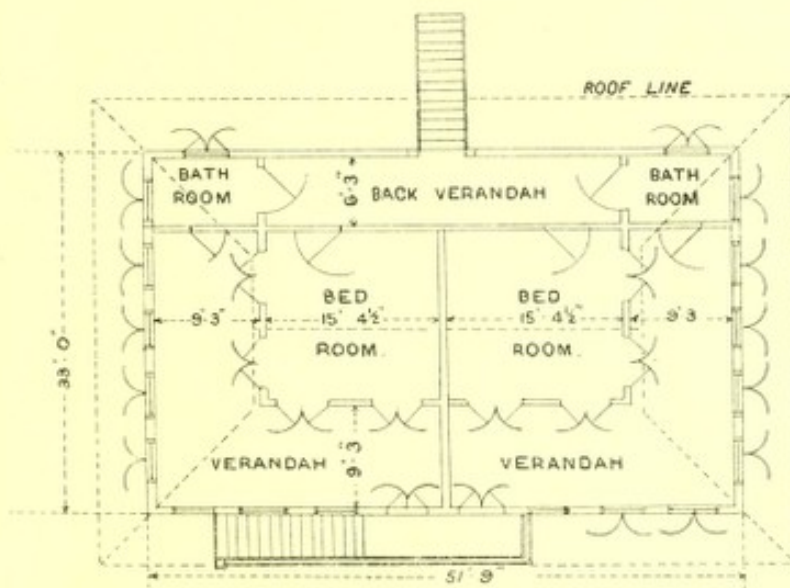 ROOF LINE
BATH
ROOM
6'·3"
BACK VERANDAH
BATH
ROOM
BED
BED
9'·3"
15' 4½"
15' 4½"
9'·3
ROOM.
ROOM.
33'·0"
VERANDAH
9'·3
VERANDAH
51'·9"